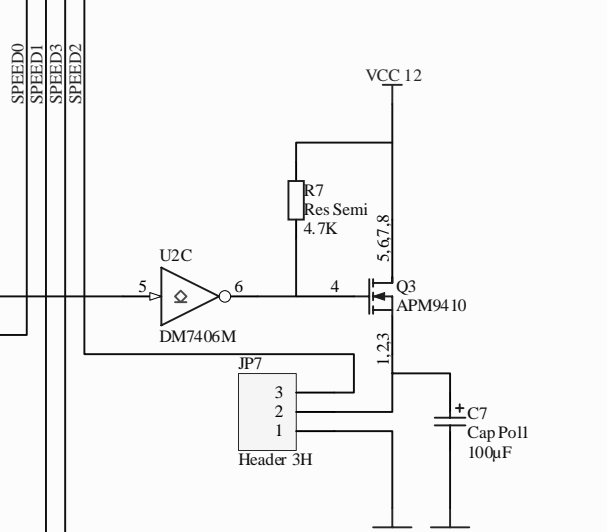 SPEED0
SPEED1
SPEED3
SPEED2
VCC 12
R7
Res Semi
4.7K
5,6,7,8
U2C
5
6
4
Q3
APM9410
DM7406M
1,2,3
JP7
3
2
1
Header 3H
+
C7
Cap Pol1
100µF